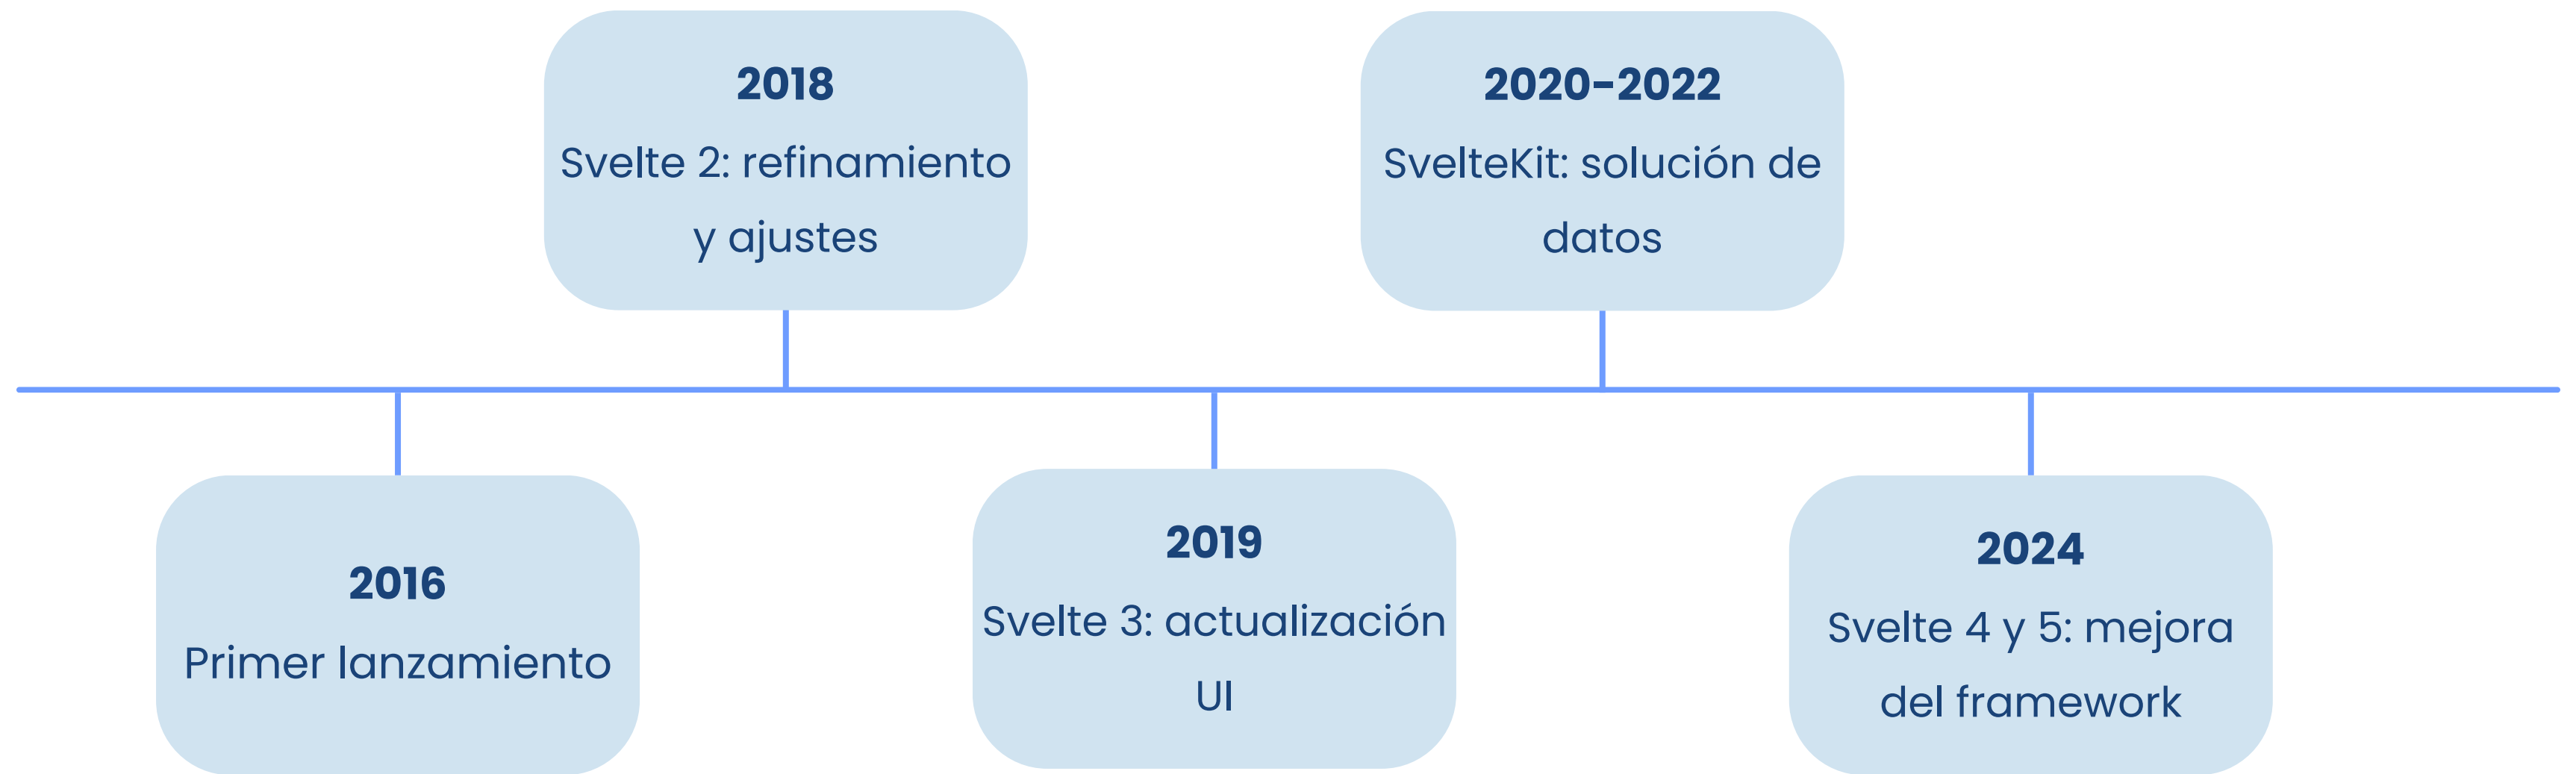 2018
Svelte 2: refinamiento
y ajustes
2020-2022
SvelteKit: solución de
datos
2016
Primer lanzamiento
2019
Svelte 3: actualización
UI
2024
Svelte 4 y 5: mejora
del framework